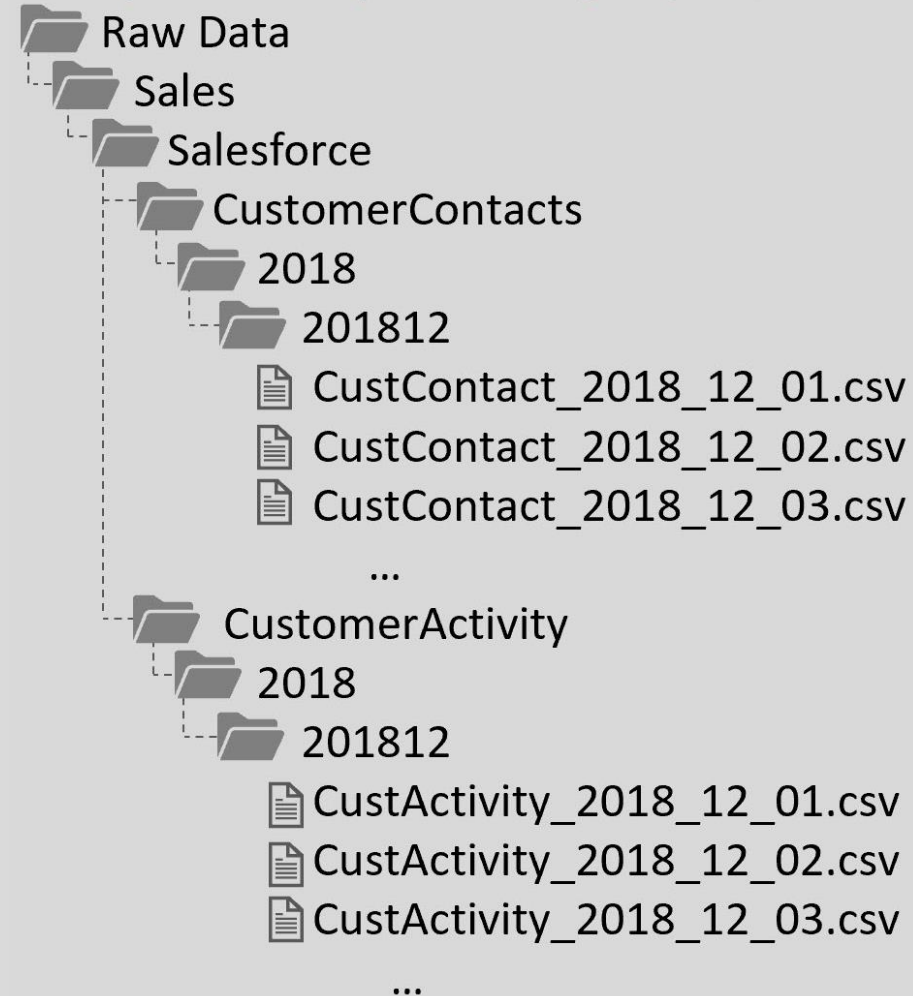 Raw Data
Sales
Salesforce
CustomerContacts
2018
201812
CustContact_2018_12_01.csv
CustContact_2018_12_02.csv
CustContact_2018_12_03.csv
...
CustomerActivity
2018
201812
CustActivity_2018_12_01.csv
CustActivity_2018_12_02.csv
CustActivity_2018_12_03.csv
...